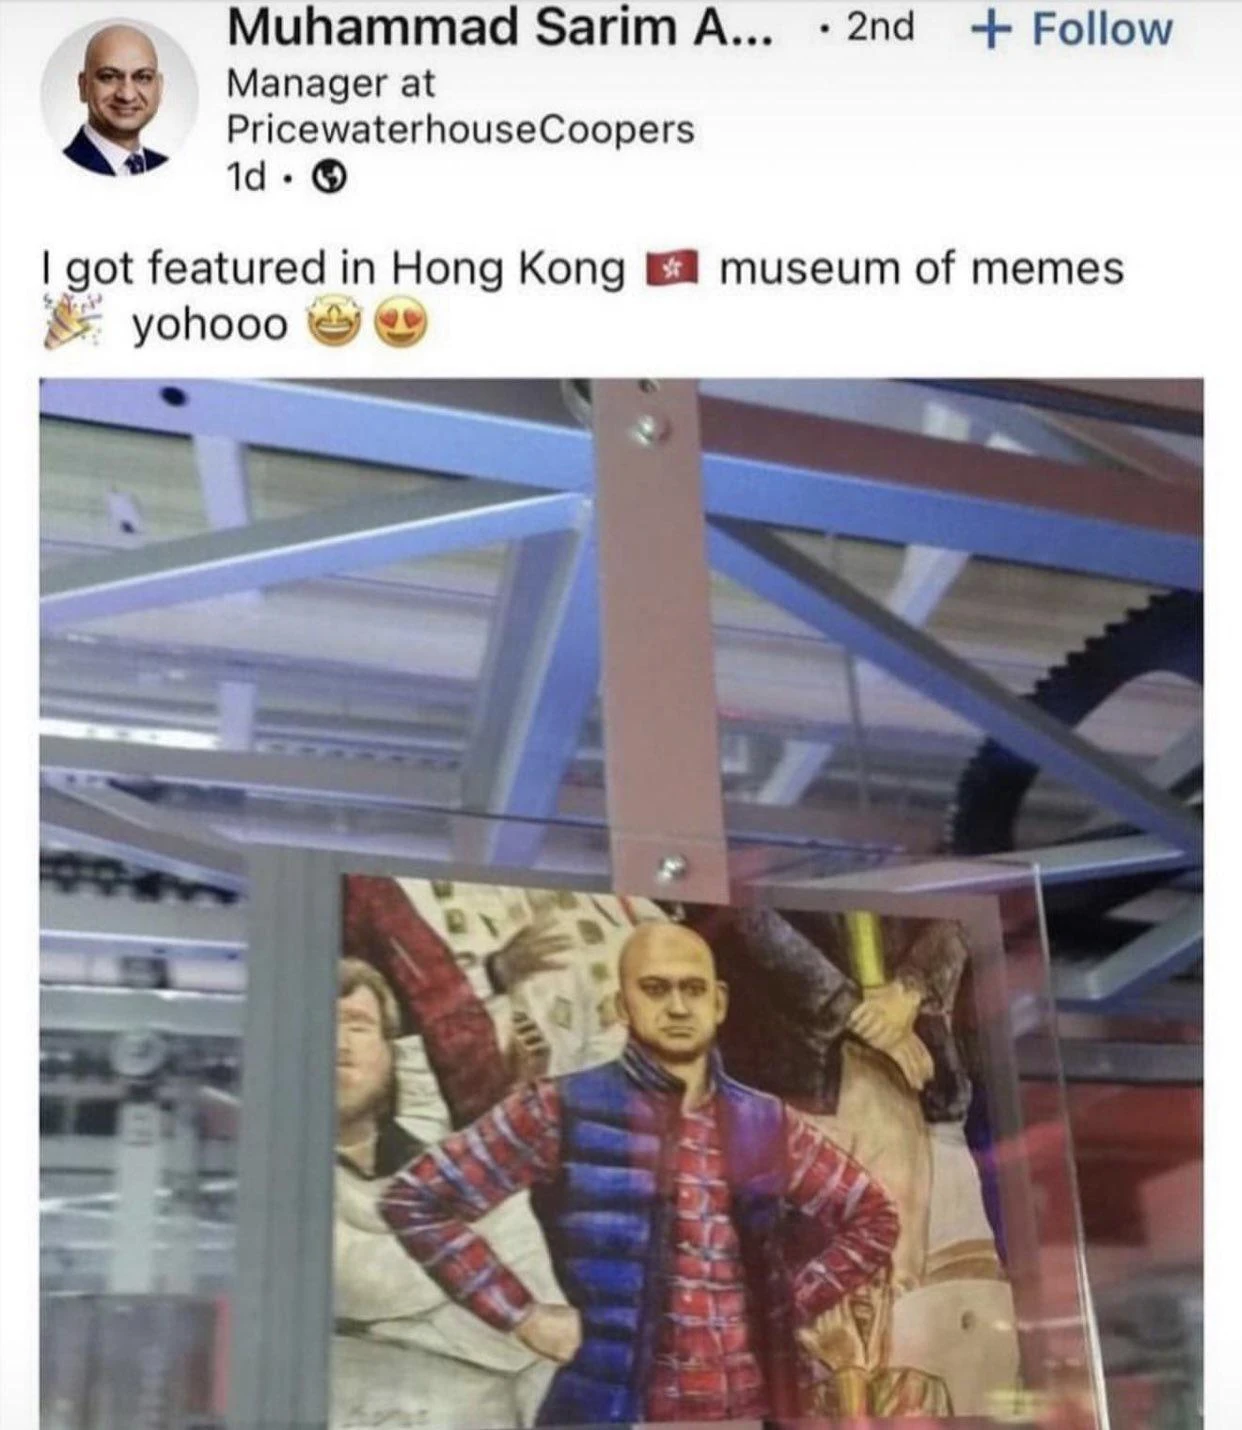 Muhammad Sarim A... • 2nd + Follow
Manager at
PricewaterhouseCoopers
1d •
I got featured in Hong Kong 🇭🇰 museum of memes
🎉 yohooo 🤩😍